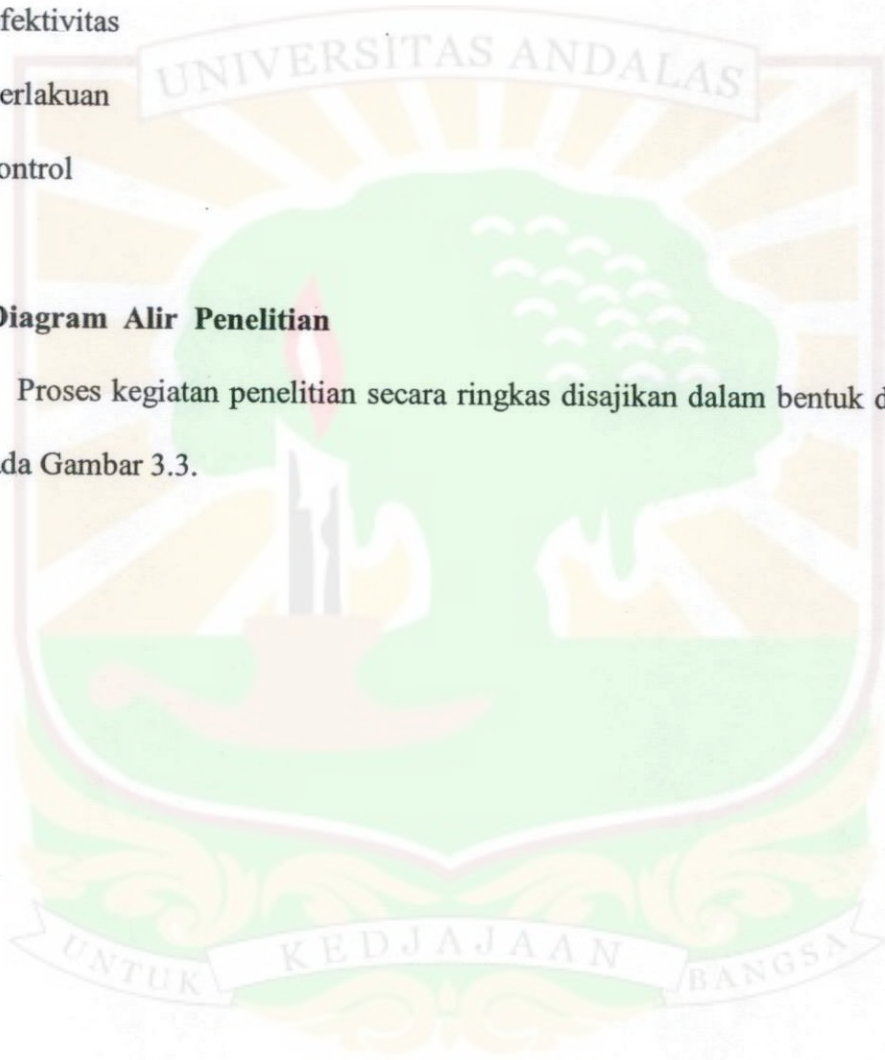 fektivitas
UNIVERSITAS ANDALAS
erlakuan
ontrol
Diagram Alir Penelitian
Proses kegiatan penelitian secara ringkas disajikan dalam bentuk d
da Gambar 3.3.
UNTUK KEDJAJAAN BANGSA